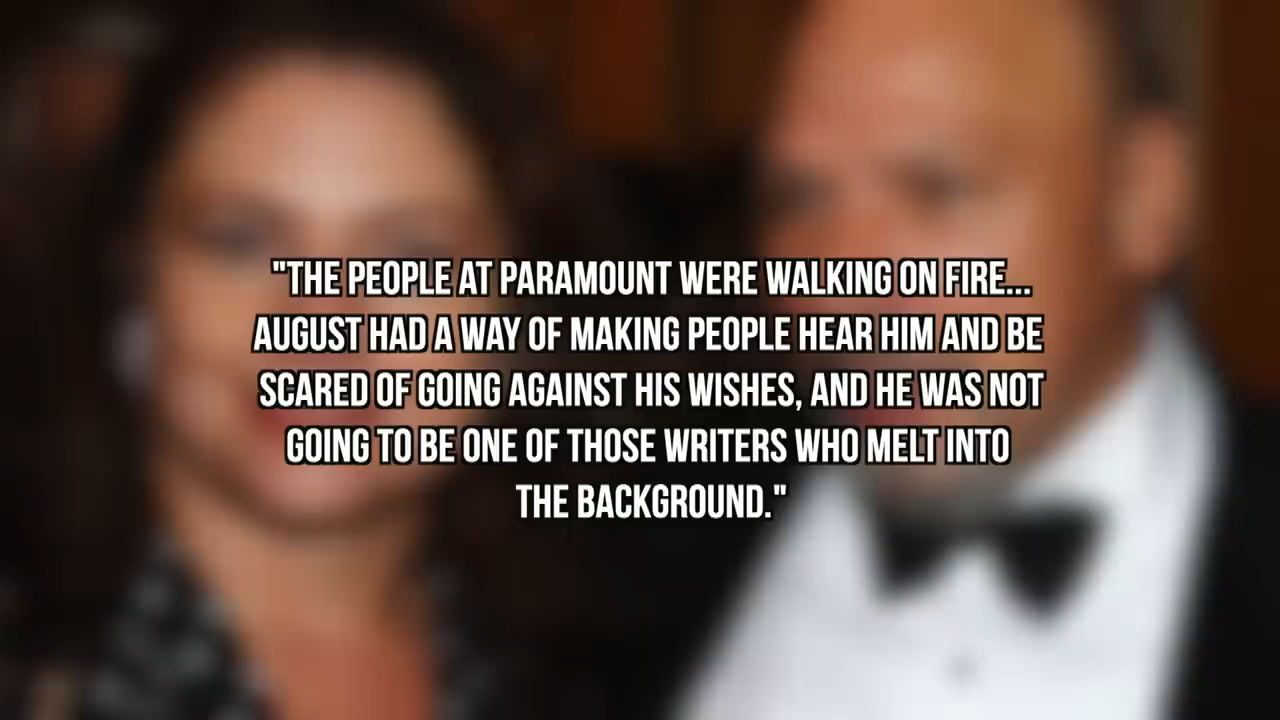 "THE PEOPLE AT PARAMOUNT WERE WALKING ON FIRE...
AUGUST HAD A WAY OF MAKING PEOPLE HEAR HIM AND BE
SCARED OF GOING AGAINST HIS WISHES, AND HE WAS NOT
GOING TO BE ONE OF THOSE WRITERS WHO MELT INTO
THE BACKGROUND."